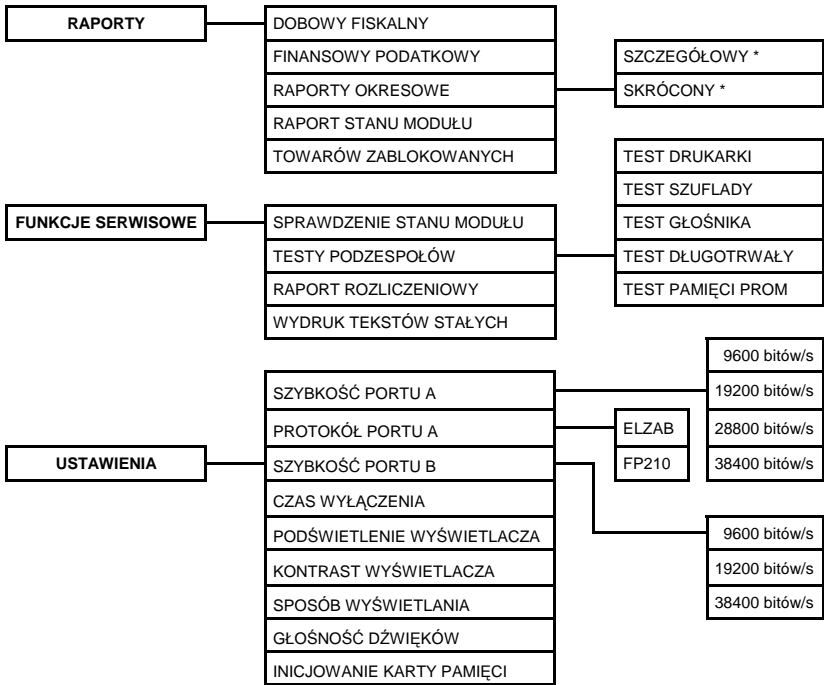 RAPORTY
DOBOWY FISKALNY
FINANSOWY PODATKOWY
RAPORTY OKRESOWE
RAPORT STANU MODUŁU
TOWARÓW ZABLOKOWANYCH
SZCZEGÓŁOWY *
SKRÓCONY *
FUNKCJE SERWISOWE
SPRAWDZENIE STANU MODUŁU
TESTY PODZESPOŁÓW
RAPORT ROZLICZENIOWY
WYDRUK TEKSTÓW STAŁYCH
TEST DRUKARKI
TEST SZUFLADY
TEST GŁOŚNIKA
TEST DŁUGOTRWAŁY
TEST PAMIĘCI PROM
USTAWIENIA
SZYBKOŚĆ PORTU A
PROTOKÓŁ PORTU A
SZYBKOŚĆ PORTU B
CZAS WYŁĄCZENIA
PODŚWIETLENIE WYŚWIETLACZA
KONTRAST WYŚWIETLACZA
SPOSÓB WYŚWIETLANIA
GŁOŚNOŚĆ DŹWIĘKÓW
INICJOWANIE KARTY PAMIĘCI
9600 bitów/s
19200 bitów/s
28800 bitów/s
38400 bitów/s
ELZAB
FP210
9600 bitów/s
19200 bitów/s
38400 bitów/s